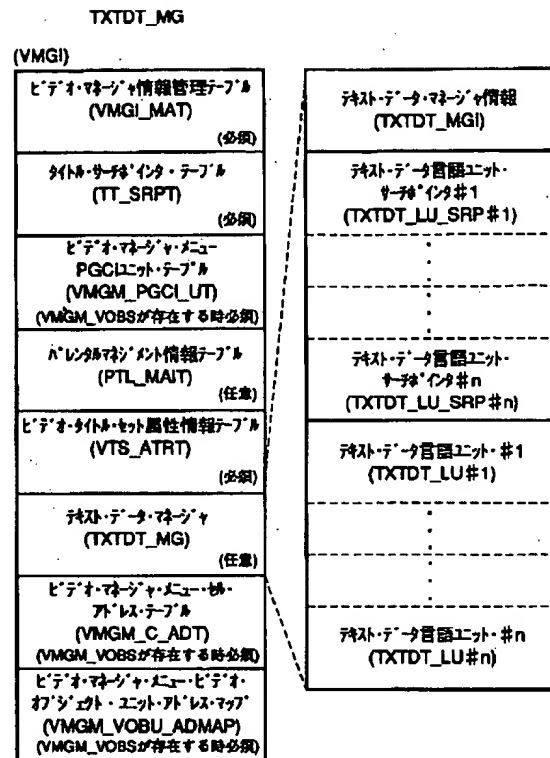 TXTDT_MG
(VMGI)
ビデオ・マネージャ情報管理テーブル
(VMGI_MAT)
(必須)
タイトル・サーチポインタ・テーブル
(TT_SRPT)
(必須)
ビデオ・マネージャ・メニュー
PGCIユニット・テーブル
(VMGM_PGCI_UT)
(VMGM_VOBSが存在する時必須)
パレンタルマネジメント情報テーブル
(PTL_MAIT)
(任意)
ビデオ・タイトル・セット属性情報テーブル
(VTS_ATRT)
(必須)
テキスト・データ・マネージャ
(TXTDT_MG)
(任意)
ビデオ・マネージャ・メニュー・セル・
アドレス・テーブル
(VMGM_C_ADT)
(VMGM_VOBSが存在する時必須)
ビデオ・マネージャ・メニュー・ビデオ・
オブジェクト・ユニット・アドレス・マップ
(VMGM_VOBU_ADMAP)
(VMGM_VOBSが存在する時必須)
テキスト・データ・マネージャ情報
(TXTDT_MGI)
テキスト・データ言語ユニット・
サーチポインタ#1
(TXTDT_LU_SRP#1)
テキスト・データ言語ユニット・
サーチポインタ#n
(TXTDT_LU_SRP#n)
テキスト・データ言語ユニット・#1
(TXTDT_LU#1)
テキスト・データ言語ユニット・#n
(TXTDT_LU#n)